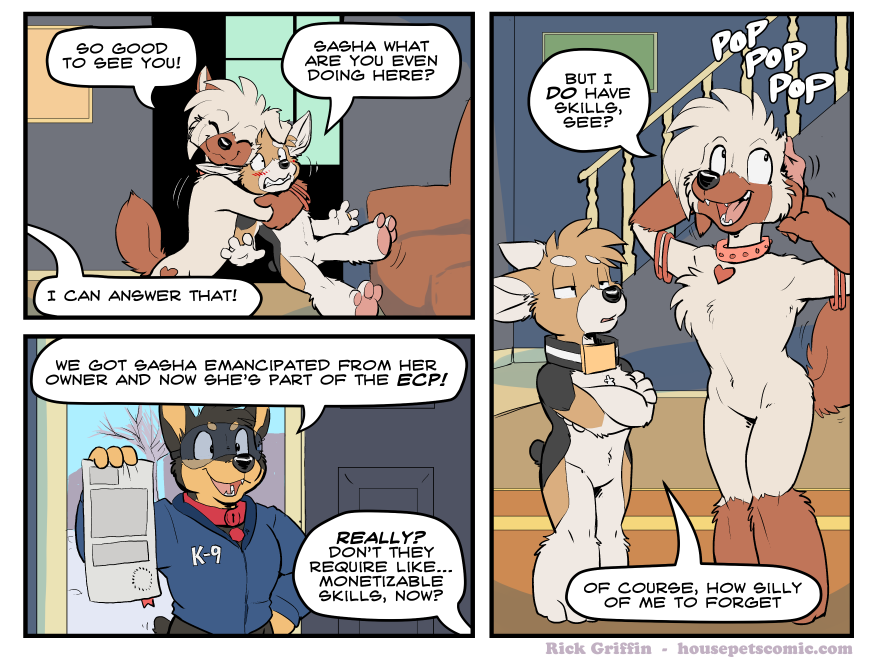 SO GOOD
TO SEE YOU!
SASHA WHAT
ARE YOU EVEN
DOING HERE?
I CAN ANSWER THAT!
WE GOT SASHA EMANCIPATED FROM HER
OWNER AND NOW SHE'S PART OF THE ECP!
K-9
REALLY?
DON'T THEY
REQUIRE LIKE...
MONETIZABLE
SKILLS, NOW?
BUT I
DO HAVE
SKILLS,
SEE?
POP
POP
POP
OF COURSE, HOW SILLY
OF ME TO FORGET
Rick Griffin - housepetscomic.com